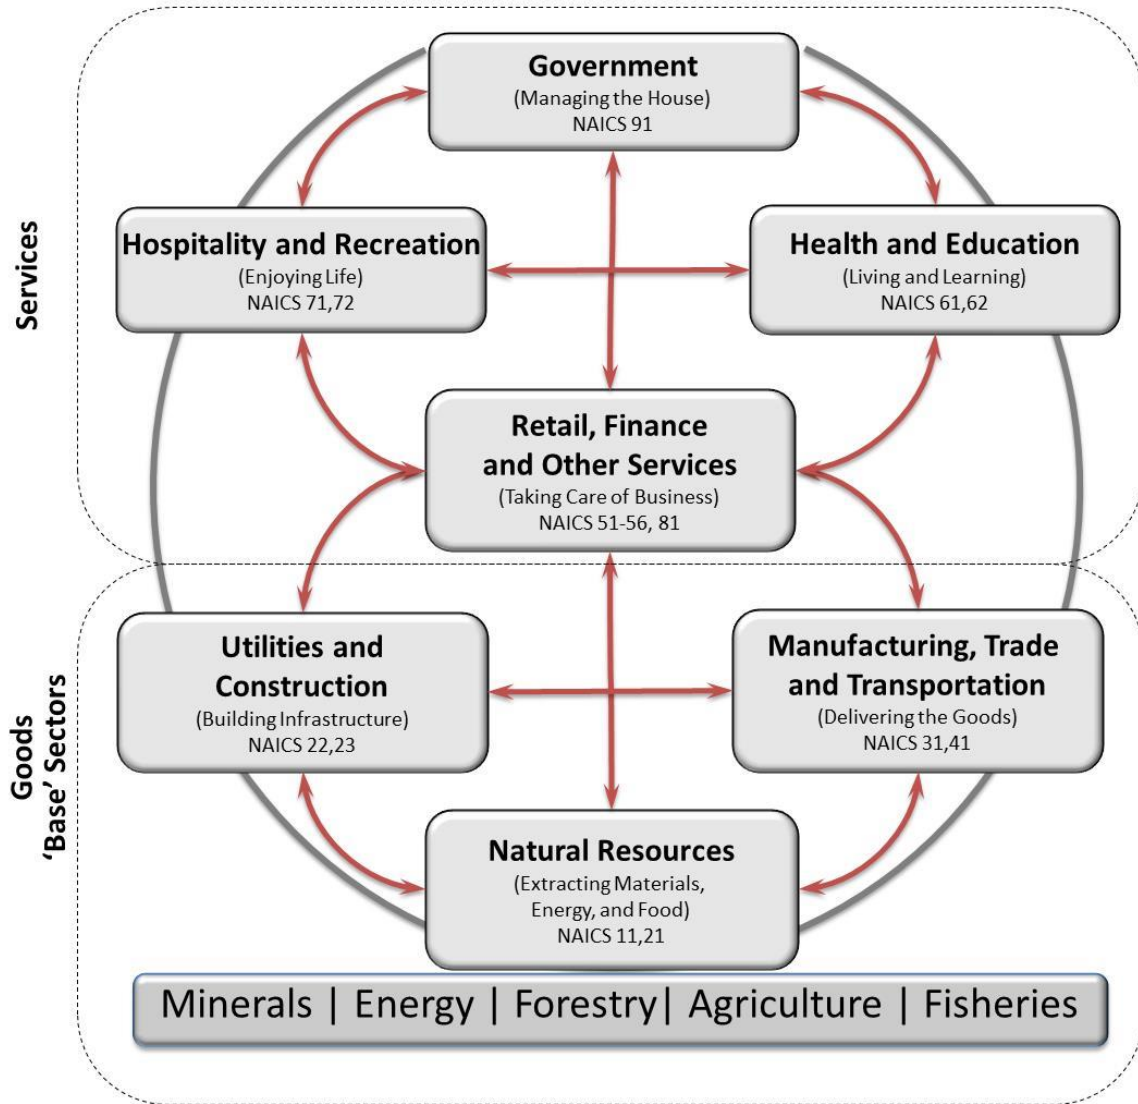 Government
(Managing the House)
NAICS 91
Hospitality and Recreation
(Enjoying Life)
NAICS 71,72
Health and Education
(Living and Learning)
NAICS 61,62
Services
Retail, Finance
and Other Services
(Taking Care of Business)
NAICS 51-56, 81
Utilities and
Construction
(Building Infrastructure)
NAICS 22,23
Manufacturing, Trade
and Transportation
(Delivering the Goods)
NAICS 31,41
Goods
‘Base’ Sectors
Natural Resources
(Extracting Materials,
Energy, and Food)
NAICS 11,21
Minerals | Energy | Forestry| Agriculture | Fisheries